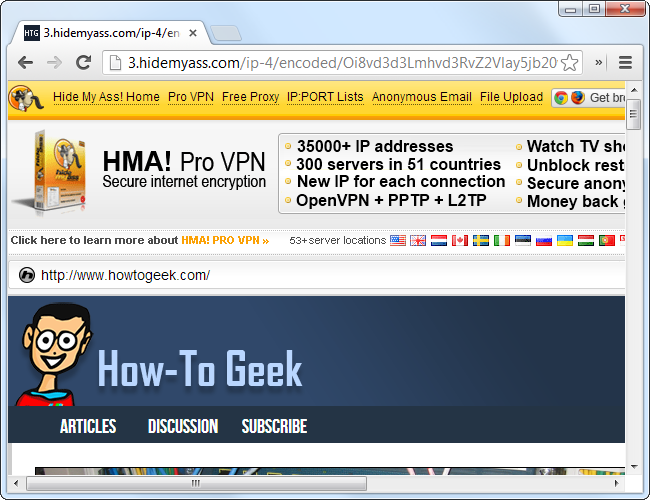 HTG 3.hidemyass.com/ip-4/en
3.hidemyass.com/ip-4/encoded/Oi8vd3d3Lmhvd3RvZ2Vlay5jb20
Hide My Ass! Home Pro VPN Free Proxy IP:PORT Lists Anonymous Email File Upload Get bro
HMA! Pro VPN
Secure internet encryption
35000+ IP addresses
300 servers in 51 countries
New IP for each connection
OpenVPN + PPTP + L2TP
Watch TV sho
Unblock rest
Secure anony
Money back g
Click here to learn more about HMA! PRO VPN » 53+server locations
http://www.howtogeek.com/
How-To Geek
ARTICLES DISCUSSION SUBSCRIBE